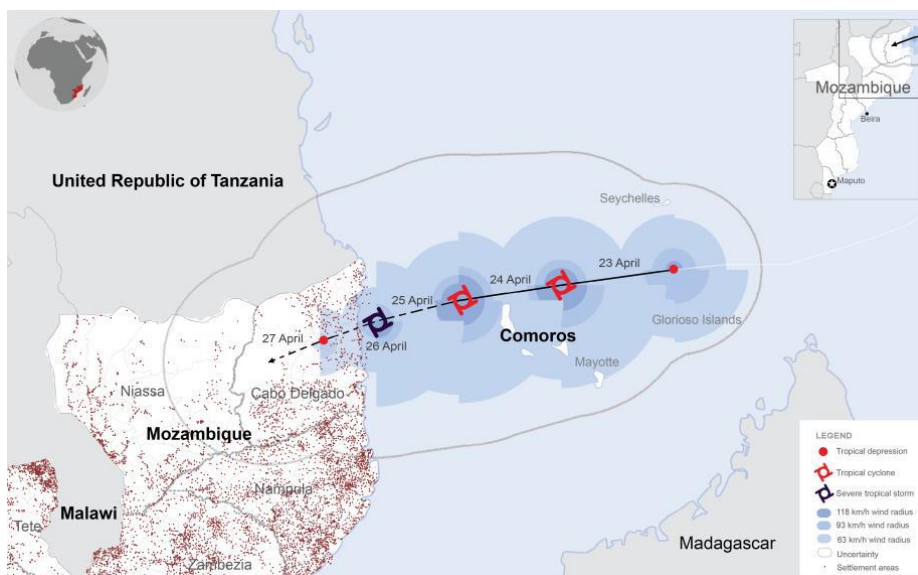 Mozambique
Beira
Maputo
United Republic of Tanzania
Seychelles
23 April
24 April
25 April
26 April
27 April
Glorioso Islands
Comoros
Mayotte
Niassa
Cabo Delgado
Mozambique
Nampula
Malawi
Tete
Zambezia
Madagascar
LEGEND
Tropical depression
Tropical cyclone
Severe tropical storm
118 km/h wind radius
93 km/h wind radius
63 km/h wind radius
Uncertainty
Settlement areas